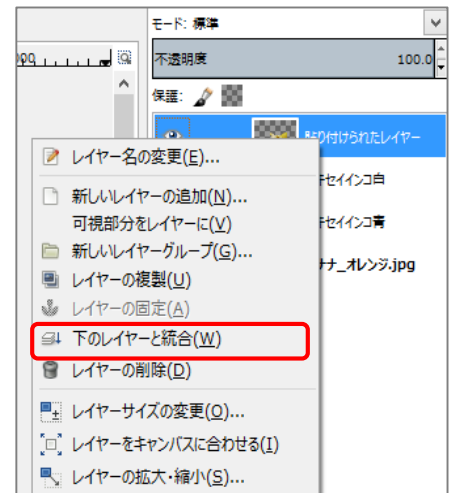 モード: 標準
不透明度 100.0
保護:
貼り付けられたレイヤー
レイヤー名の変更(E)...
セイインコ白
新しいレイヤーの追加(N)...
可視部分をレイヤーに(V)
セイインコ青
新しいレイヤーグループ(G)...
ナナ_オレンジ.jpg
レイヤーの複製(U)
レイヤーの固定(A)
下のレイヤーと統合(W)
レイヤーの削除(D)
レイヤーサイズの変更(O)...
レイヤーをキャンバスに合わせる(I)
レイヤーの拡大・縮小(S)...